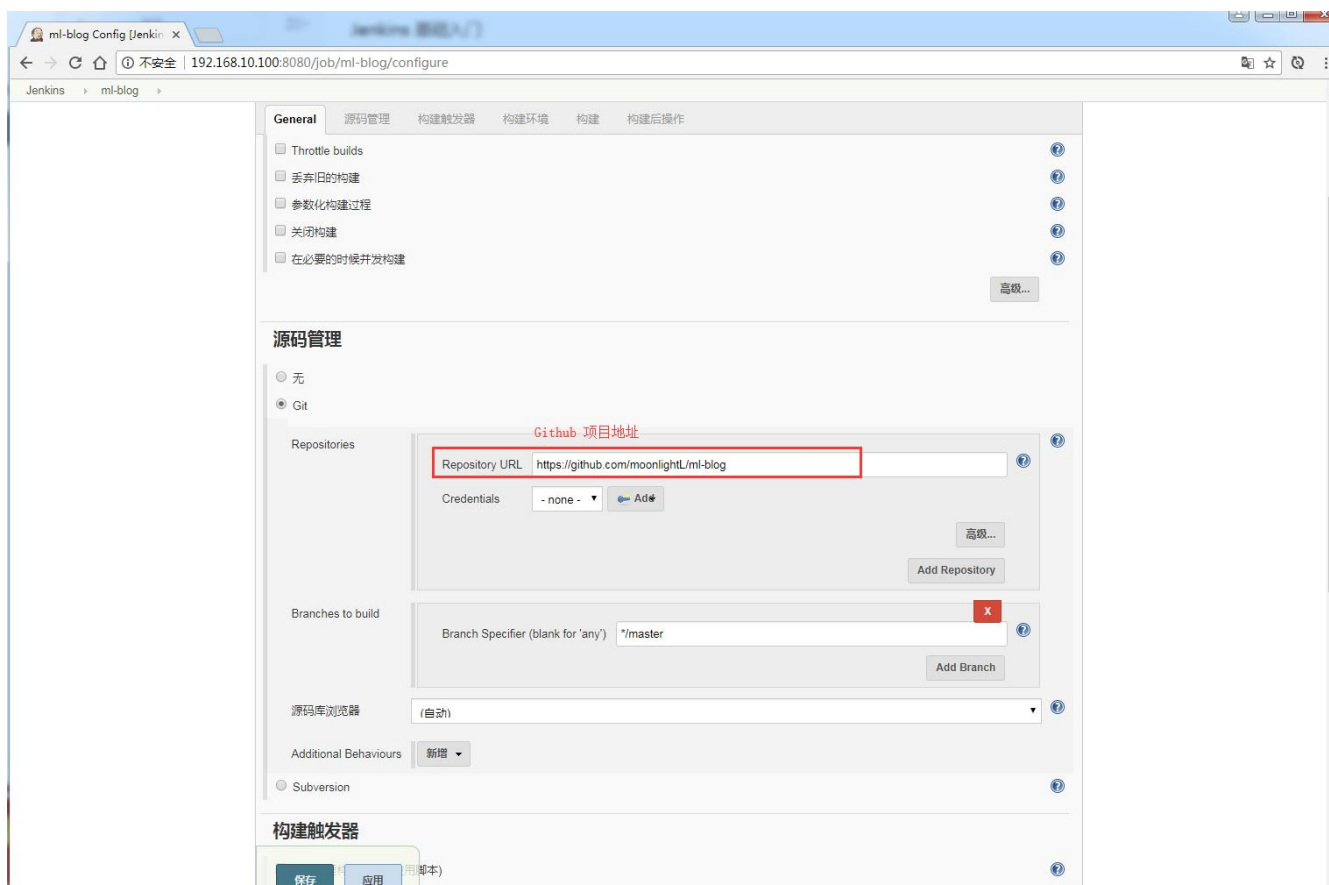 Jenkins 基础入门
ml-blog Config [Jenkin
不安全 | 192.168.10.100:8080/job/ml-blog/configure
Jenkins ml-blog
General 源码管理 构建触发器 构建环境 构建 构建后操作
Throttle builds
丢弃旧的构建
参数化构建过程
关闭构建
在必要的时候并发构建
高级...
源码管理
无
Git
Github 项目地址
Repositories
Repository URL https://github.com/moonlightL/ml-blog
Credentials - none - Add
高级...
Add Repository
Branches to build X
Branch Specifier (blank for 'any') */master
Add Branch
源码库浏览器 (自动)
Additional Behaviours 新增
Subversion
构建触发器
用脚本)
保存 应用